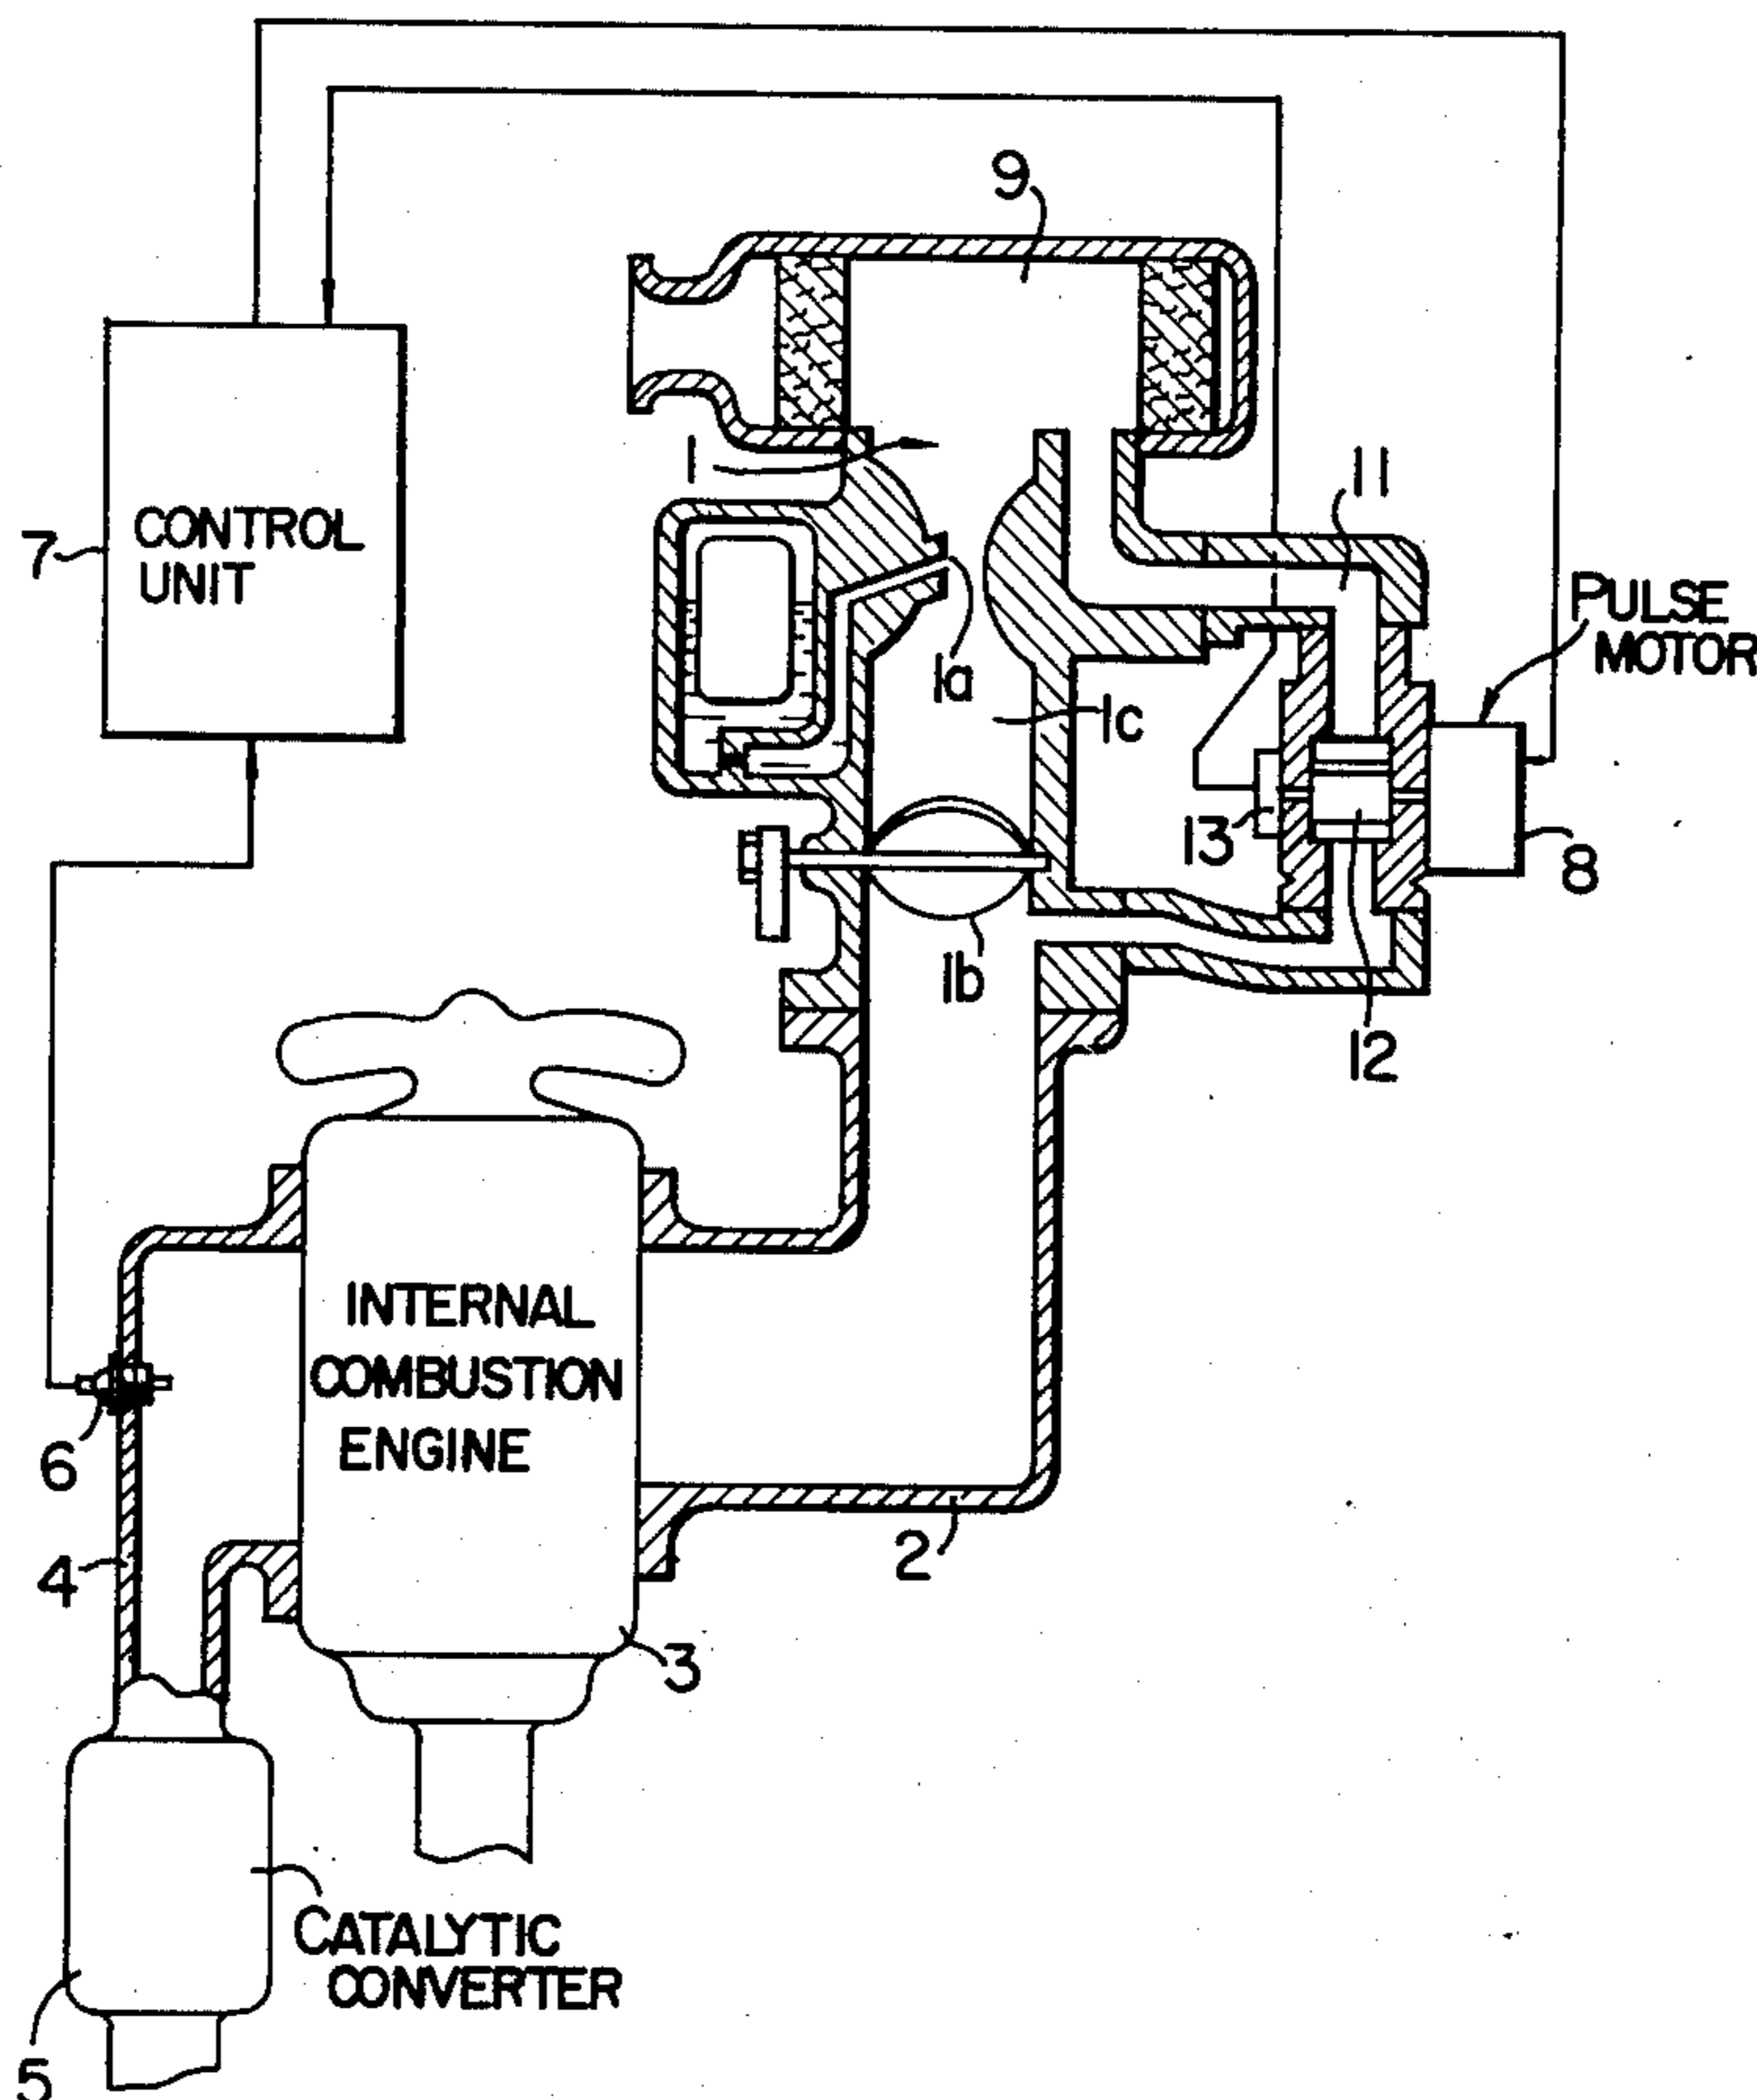 9
1
11
CONTROL
UNIT
7
PULSE
MOTOR
1a
1c
13
8
1b
12
INTERNAL
COMBUSTION
ENGINE
6
2
4
3
CATALYTIC
CONVERTER
5